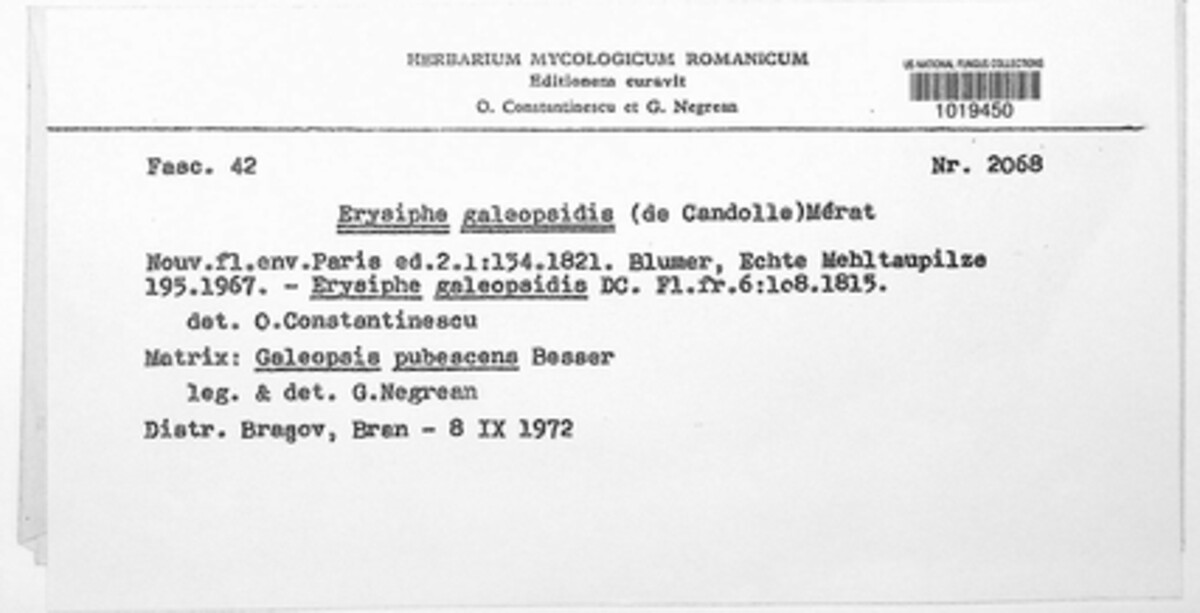 HERBARIUM MYCOLOGICUM ROMANICUM
Editionem curavit
O. Constantinescu et G. Negrean
US NATIONAL FUNGUS COLLECTIONS
1019450
Fasc. 42
Nr. 2068
Erysiphe galeopsidis (de Candolle)Mérat
Nouv.fl.env.Paris ed.2.1:134.1821. Blumer, Echte Mehltaupilze
195.1967. - Erysiphe galeopsidis DC. Fl.fr.6:108.1815.
det. O.Constantinescu
Matrix: Galeopsis pubescens Besser
leg. & det. G.Negrean
Distr. Braşov, Bran - 8 IX 1972